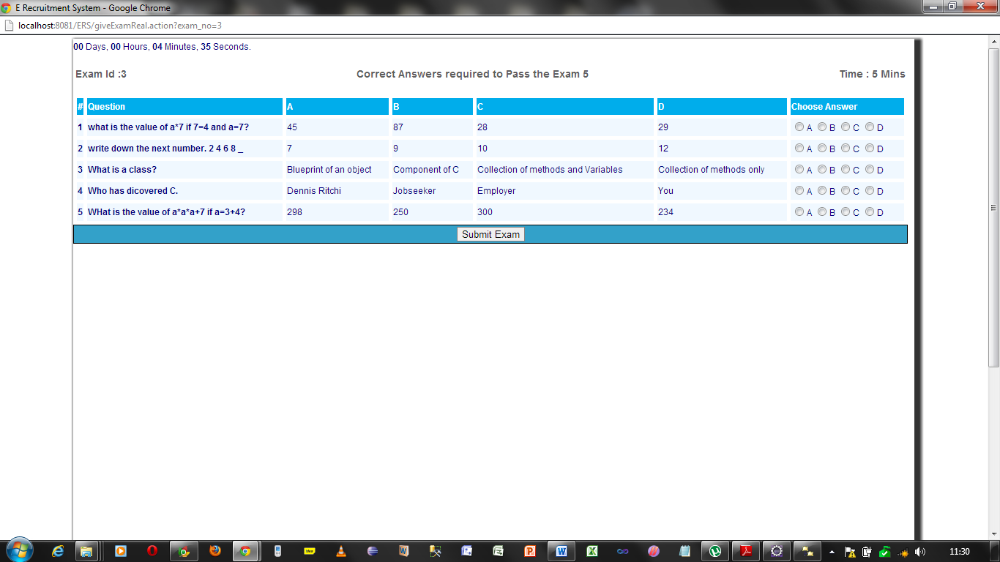 E Recruitment System - Google Chrome
localhost:8081/ERS/giveExamReal.action?exam_no=3
00 Days, 00 Hours, 04 Minutes, 35 Seconds.
Exam Id :3 Correct Answers required to Pass the Exam 5 Time : 5 Mins
# Question A B C D Choose Answer
1 what is the value of a*7 if 7=4 and a=7? 45 87 28 29 A B C D
2 write down the next number. 2 4 6 8 _ 7 9 10 12 A B C D
3 What is a class? Blueprint of an object Component of C Collection of methods and Variables Collection of methods only A B C D
4 Who has dicovered C. Dennis Ritchi Jobseeker Employer You A B C D
5 WHat is the value of a*a*a+7 if a=3+4? 298 250 300 234 A B C D
Submit Exam
11:30